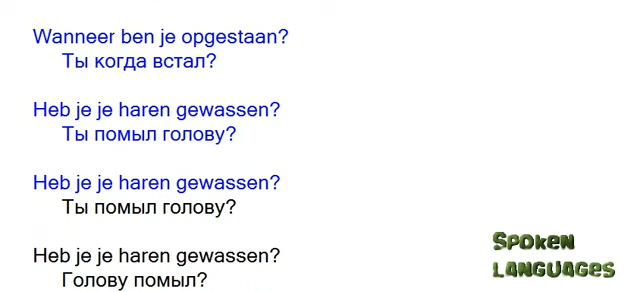 Wanneer ben je opgestaan?
Ты когда встал?
Heb je je haren gewassen?
Ты помыл голову?
Heb je je haren gewassen?
Ты помыл голову?
Heb je je haren gewassen?
Голову помыл?
SPOKEN
LANGUAGES